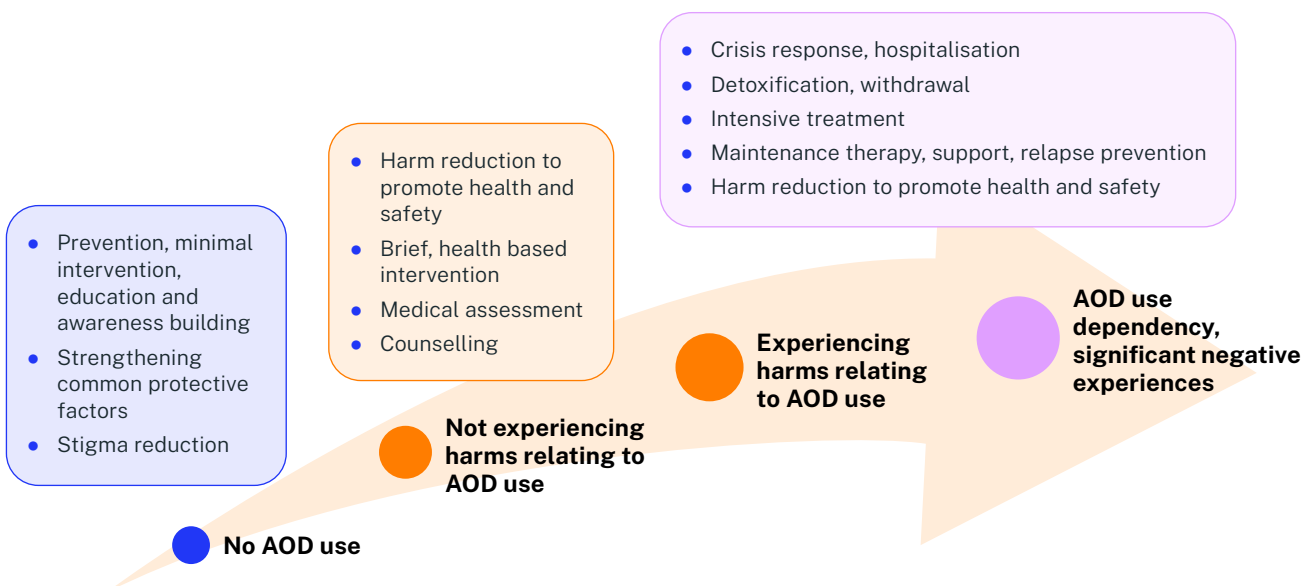 Prevention, minimal
intervention,
education and
awareness building
Strengthening
common protective
factors
Stigma reduction
Harm reduction to
promote health and
safety
Brief, health based
intervention
Medical assessment
Counselling
Crisis response, hospitalisation
Detoxification, withdrawal
Intensive treatment
Maintenance therapy, support, relapse prevention
Harm reduction to promote health and safety
No AOD use
Not experiencing
harms relating to
AOD use
Experiencing
harms relating
to AOD use
AOD use
dependency,
significant negative
experiences